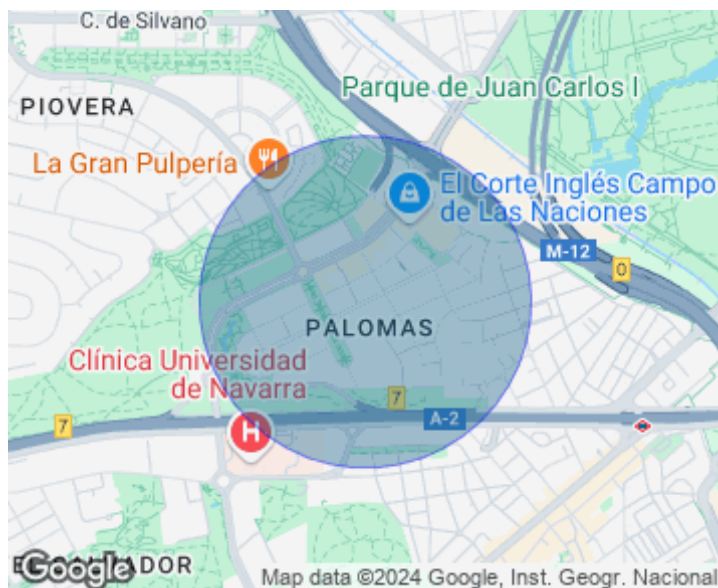 C. de Silvano
Parque de Juan Carlos I
PIOVERA
La Gran Pulpería
El Corte Inglés Campo
de Las Naciones
M-12
0
PALOMAS
Clínica Universidad
de Navarra
7
7
A-2
H
Google
Map data ©2024 Google, Inst. Geogr. Nacional